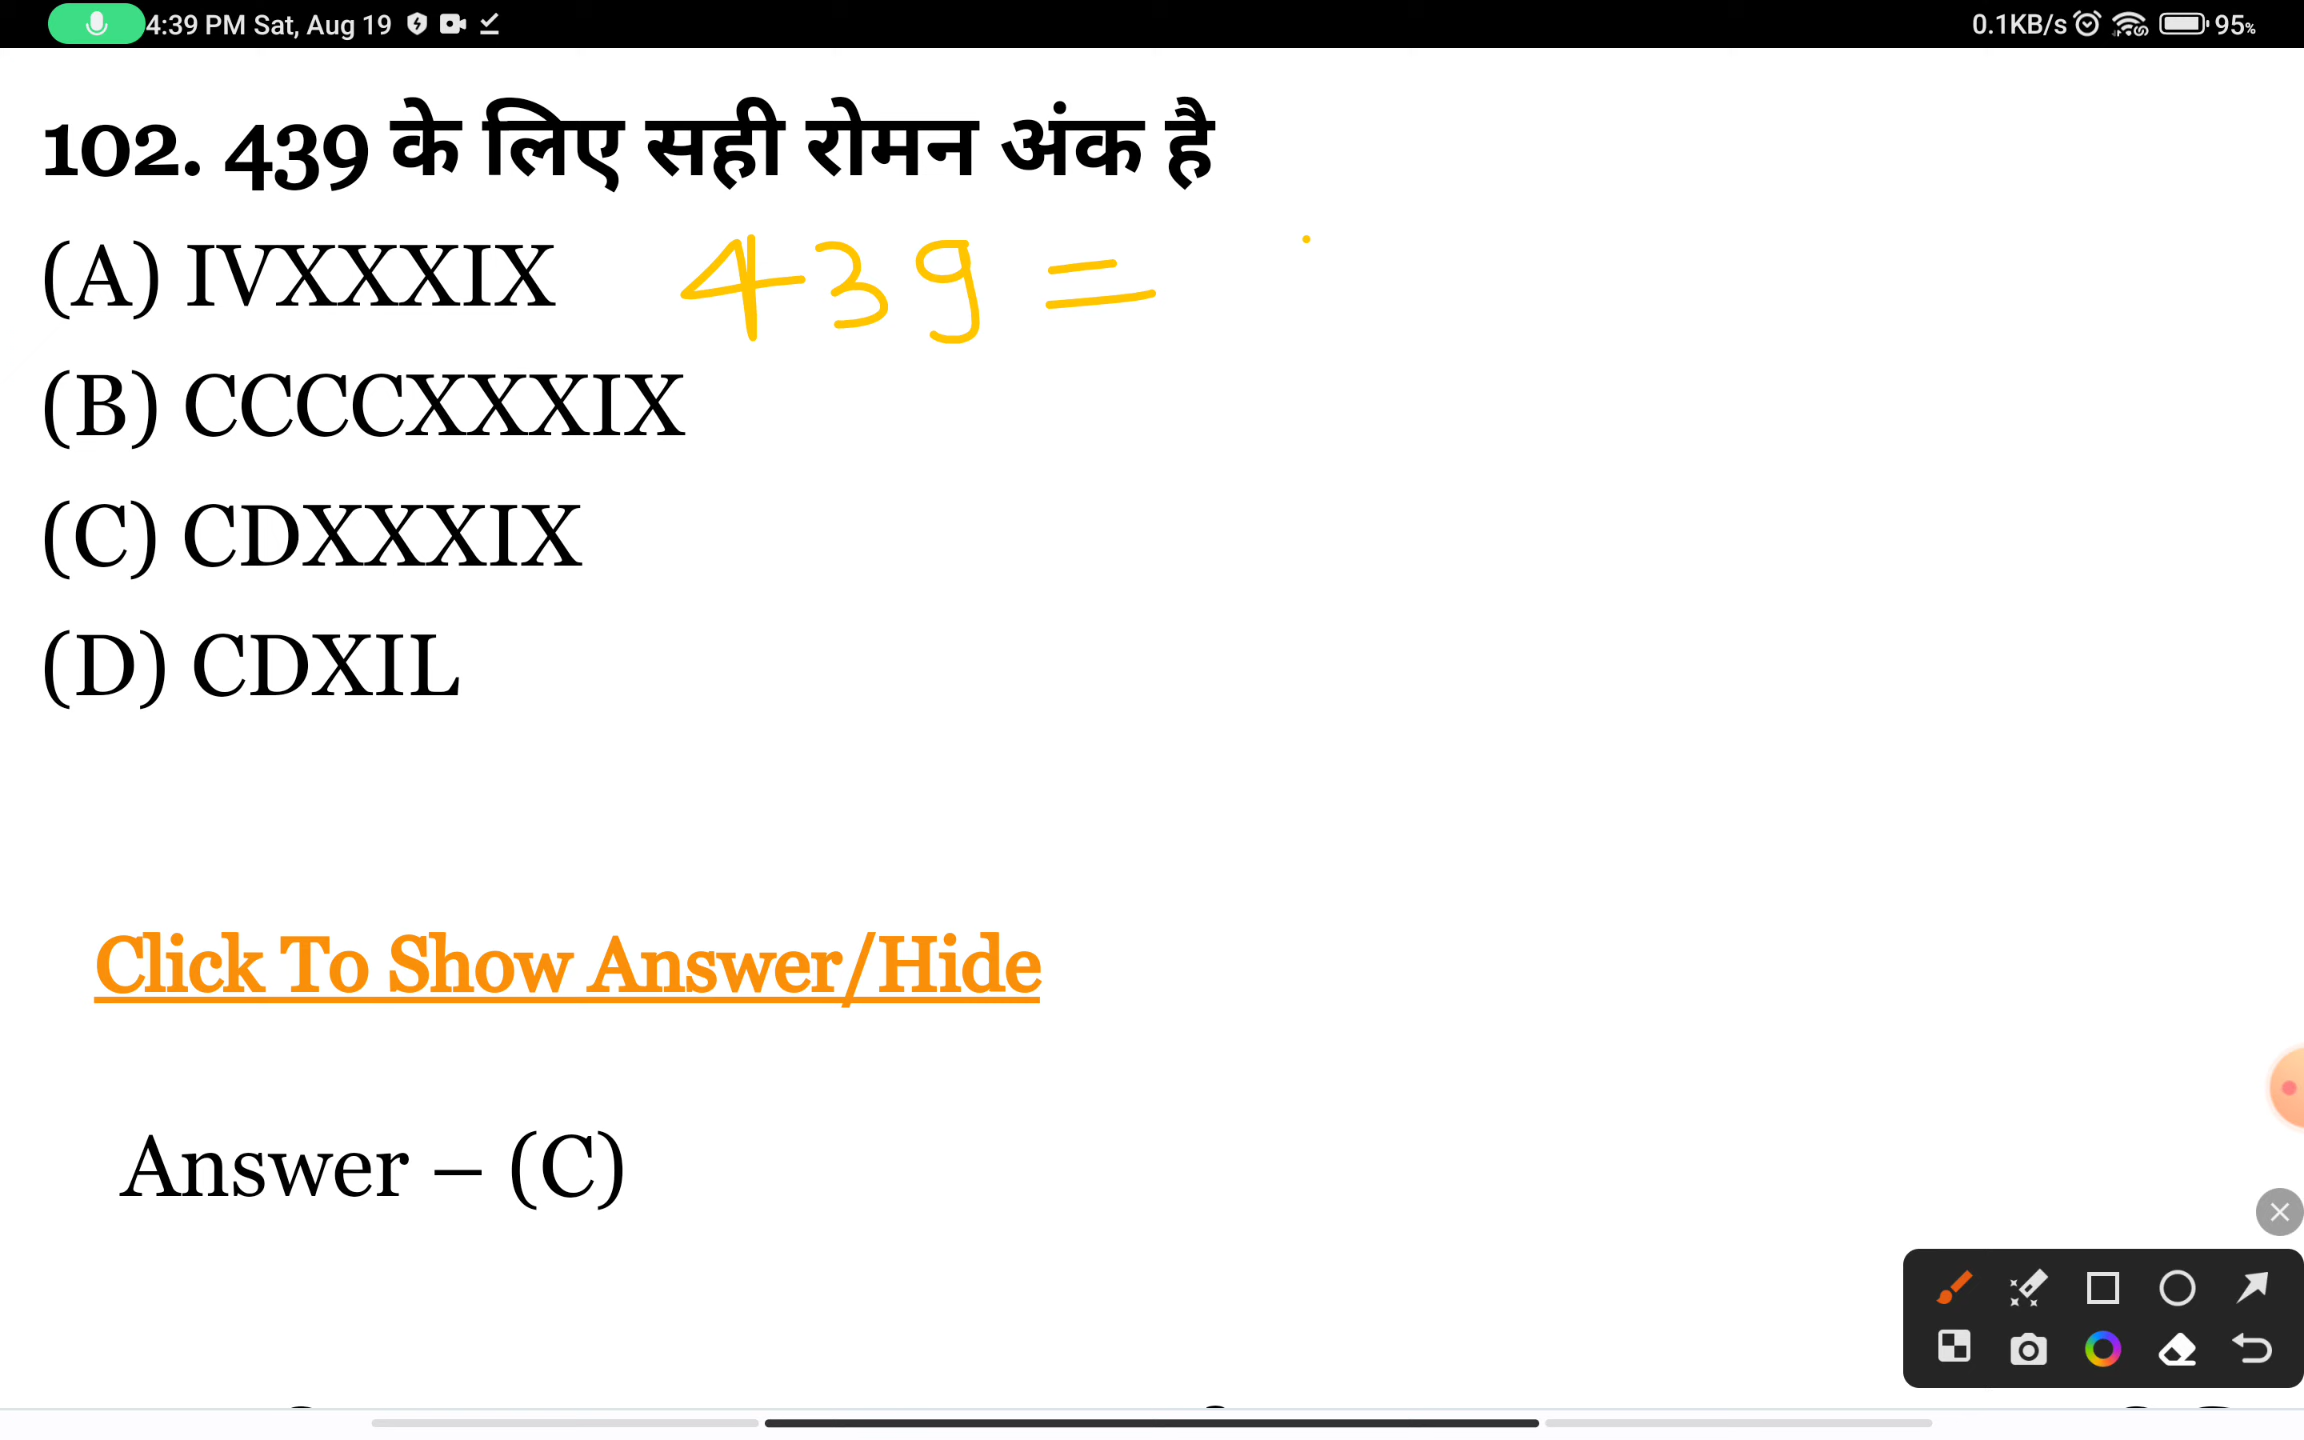 4:39 PM Sat, Aug 19
0.1KB/s 95%
102. 439 के लिए सही रोमन अंक है
(A) IVXXXIX
439 =
(B) CCCCXXXIX
(C) CDXXXIX
(D) CDXIL
Click To Show Answer/Hide
Answer – (C)